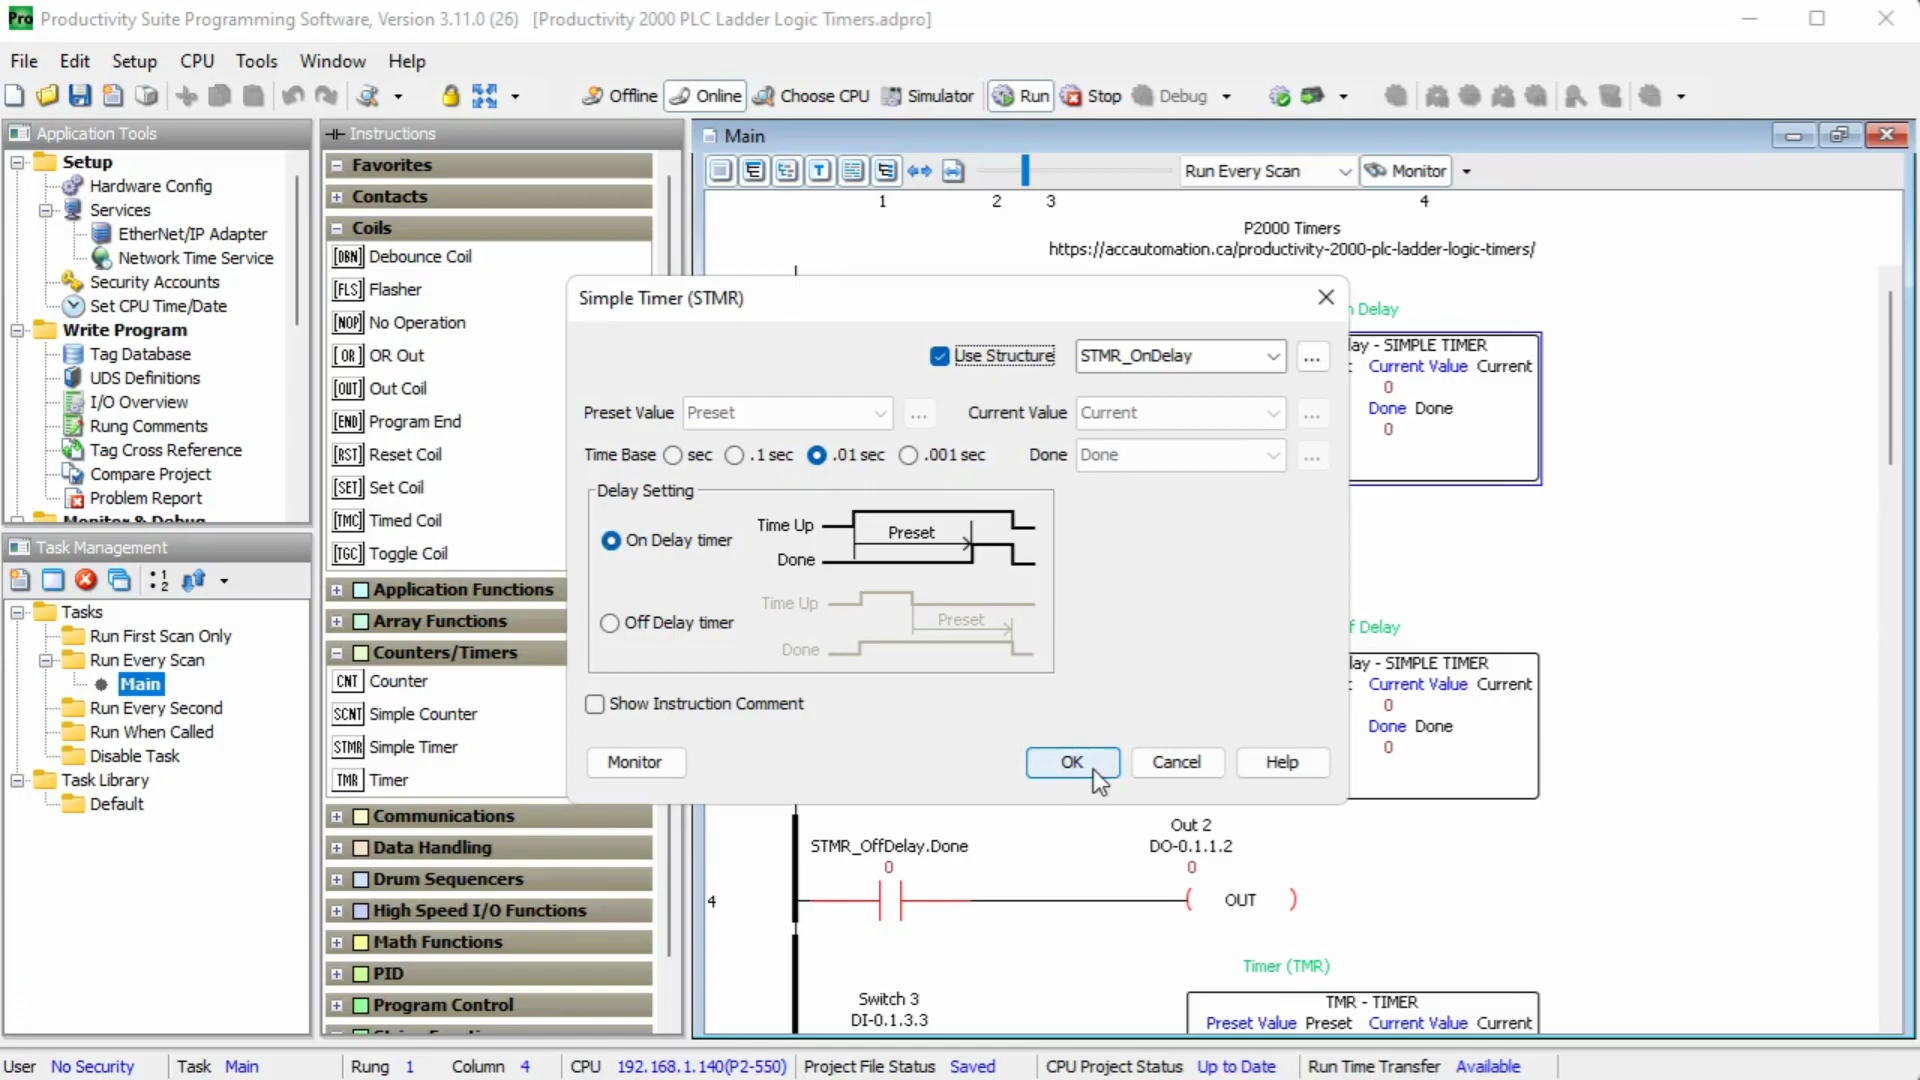 Pro Productivity Suite Programming Software, Version 3.11.0 (26) [Productivity 2000 PLC Ladder Logic Timers.adpro]
File Edit Setup CPU Tools Window Help
Offline Online Choose CPU Simulator Run Stop Debug
Application Tools
Setup
Hardware Config
Services
EtherNet/IP Adapter
Network Time Service
Security Accounts
Set CPU Time/Date
Write Program
Tag Database
UDS Definitions
I/O Overview
Rung Comments
Tag Cross Reference
Compare Project
Problem Report
Monitor & Debug
Task Management
Tasks
Run First Scan Only
Run Every Scan
Main
Run Every Second
Run When Called
Disable Task
Task Library
Default
Instructions
Favorites
Contacts
Coils
[DBN] Debounce Coil
[FLS] Flasher
[NOP] No Operation
[OR] OR Out
[OUT] Out Coil
[END] Program End
[RST] Reset Coil
[SET] Set Coil
[TMC] Timed Coil
[TGC] Toggle Coil
Application Functions
Array Functions
Counters/Timers
CNT Counter
SCNT Simple Counter
STMR Simple Timer
TMR Timer
Communications
Data Handling
Drum Sequencers
High Speed I/O Functions
Math Functions
PID
Program Control
Main
Run Every Scan Monitor
1 2 3 4
P2000 Timers
https://accautomation.ca/productivity-2000-plc-ladder-logic-timers/
Delay
lay - SIMPLE TIMER
Current Value Current
0
Done Done
0
Simple Timer (STMR)
Use Structure STMR_OnDelay ...
Preset Value Preset ... Current Value Current ...
Time Base sec .1 sec .01 sec .001 sec Done Done ...
Delay Setting
On Delay timer
Time Up
Preset
Done
Off Delay timer
Time Up
Preset
Done
Show Instruction Comment
Monitor OK Cancel Help
f Delay
lay - SIMPLE TIMER
Current Value Current
0
Done Done
0
Out 2
STMR_OffDelay.Done DO-0.1.1.2
0 0
4 OUT
Timer (TMR)
Switch 3
DI-0.1.3.3
TMR - TIMER
Preset Value Preset Current Value Current
User No Security Task Main Rung 1 Column 4 CPU 192.168.1.140(P2-550) Project File Status Saved CPU Project Status Up to Date Run Time Transfer Available